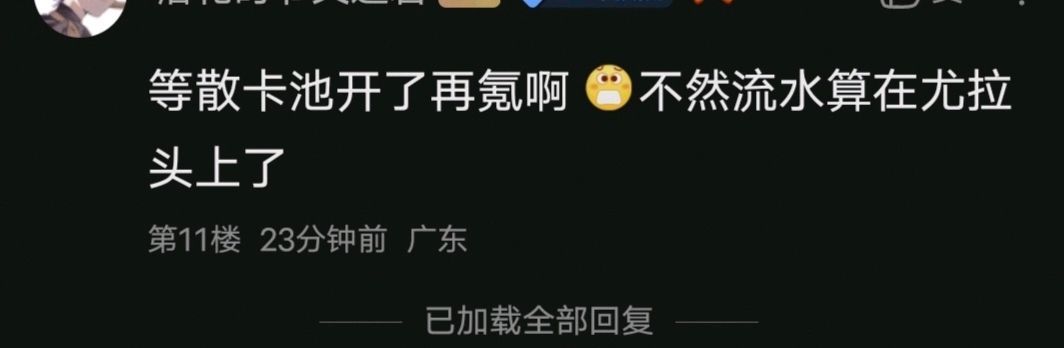 等散卡池开了再氪啊😨不然流水算在尤拉
头上了
第11楼 23分钟前 广东
已加载全部回复